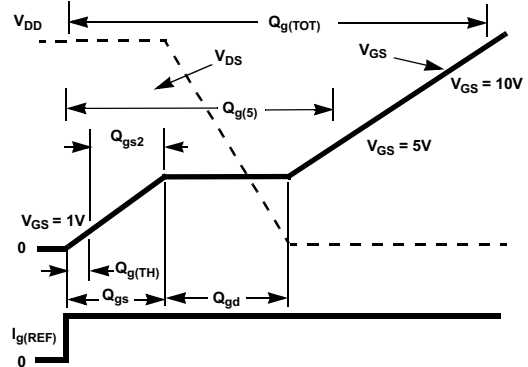 V_DD
Q_g(TOT)
V_DS
V_GS
V_GS = 10V
Q_g(5)
Q_gs2
V_GS = 5V
V_GS = 1V
0
Q_g(TH)
Q_gs
Q_gd
I_g(REF)
0